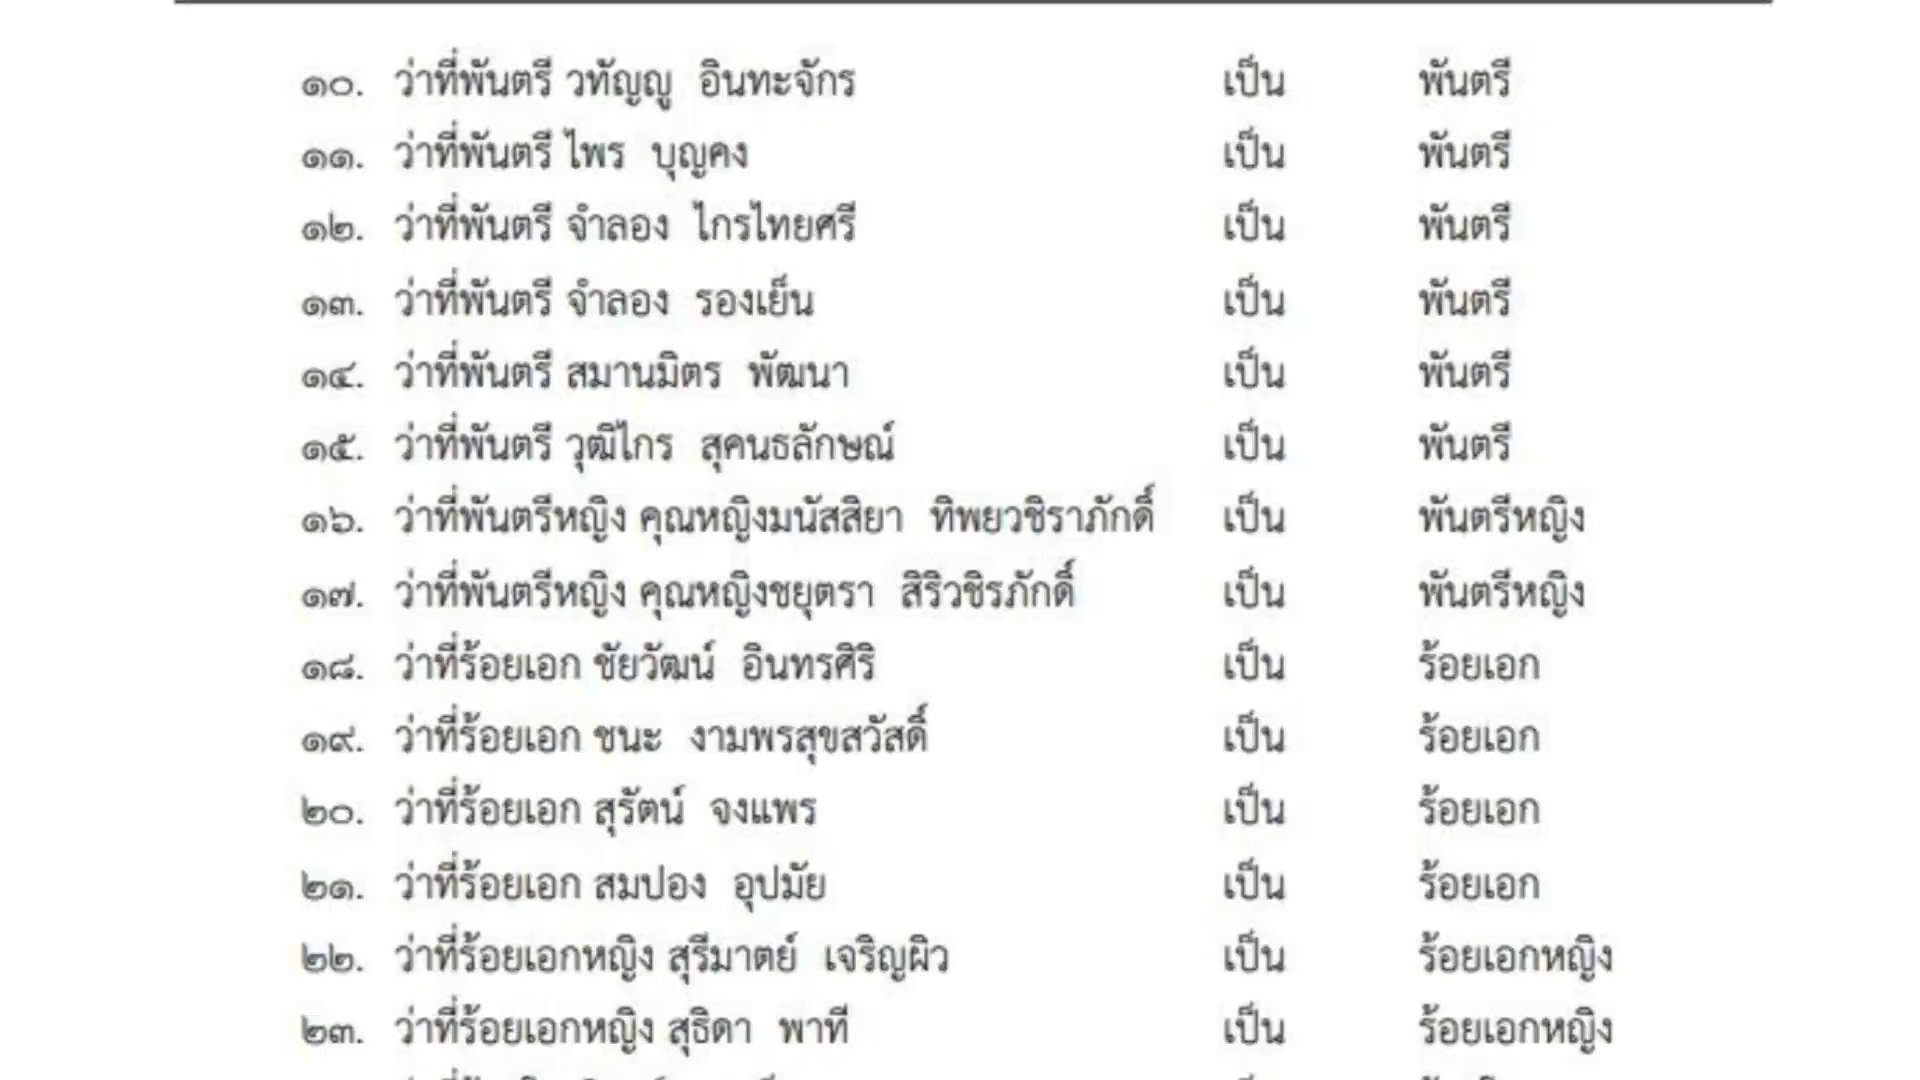 ๑๐. ว่าที่พันตรี วทัญญู อินทะจักร เป็น พันตรี
๑๑. ว่าที่พันตรี ไพร บุญคง เป็น พันตรี
๑๒. ว่าที่พันตรี จำลอง ไกรไทยศรี เป็น พันตรี
๑๓. ว่าที่พันตรี จำลอง รองเย็น เป็น พันตรี
๑๔. ว่าที่พันตรี สมานมิตร พัฒนา เป็น พันตรี
๑๕. ว่าที่พันตรี วุฒิไกร สุคนธลักษณ์ เป็น พันตรี
๑๖. ว่าที่พันตรีหญิง คุณหญิงมนัสสิยา ทิพยวชิราภักดิ์ เป็น พันตรีหญิง
๑๗. ว่าที่พันตรีหญิง คุณหญิงชยุตรา สิริวชิรภักดิ์ เป็น พันตรีหญิง
๑๘. ว่าที่ร้อยเอก ชัยวัฒน์ อินทรศิริ เป็น ร้อยเอก
๑๙. ว่าที่ร้อยเอก ชนะ งามพรสุขสวัสดิ์ เป็น ร้อยเอก
๒๐. ว่าที่ร้อยเอก สุรัตน์ จงแพร เป็น ร้อยเอก
๒๑. ว่าที่ร้อยเอก สมปอง อุปมัย เป็น ร้อยเอก
๒๒. ว่าที่ร้อยเอกหญิง สุรีมาตย์ เจริญผิว เป็น ร้อยเอกหญิง
๒๓. ว่าที่ร้อยเอกหญิง สุธิดา พาที เป็น ร้อยเอกหญิง